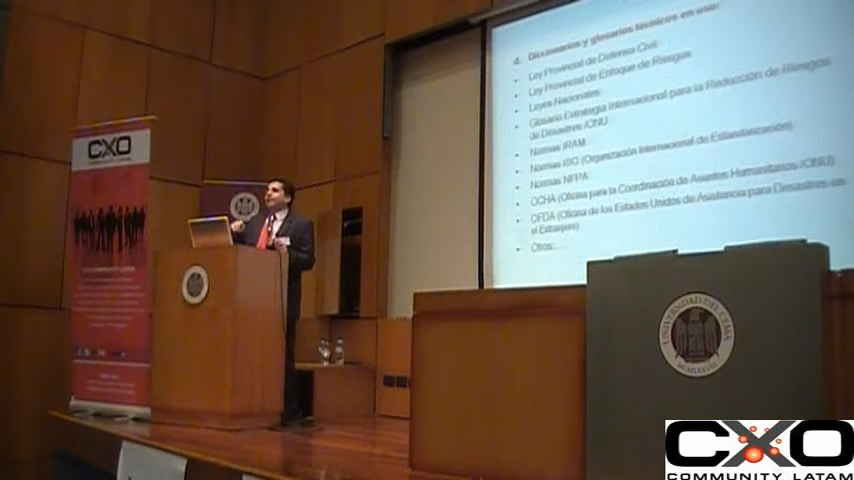 d. Diccionarios y glosarios técnicos en uso:
• Ley Provincial de Defensa Civil
• Ley Provincial de Enfoque de Riesgos
• Leyes Nacionales
• Glosario Estrategia Internacional para la Reducción de Riesgos
de Desastres /ONU
• Normas IRAM
• Normas ISO (Organización Internacional de Estandarización)
• Normas NFPA
• OCHA (Oficina para la Coordinación de Asuntos Humanitarios /ONU)
• OFDA (Oficina de los Estados Unidos de Asistencia para Desastres en
el Extranjero)
• Otros:...
CXO
COMMUNITY LATAM
UNIVERSIDAD DEL CEMA
CXO
COMMUNITY LATAM